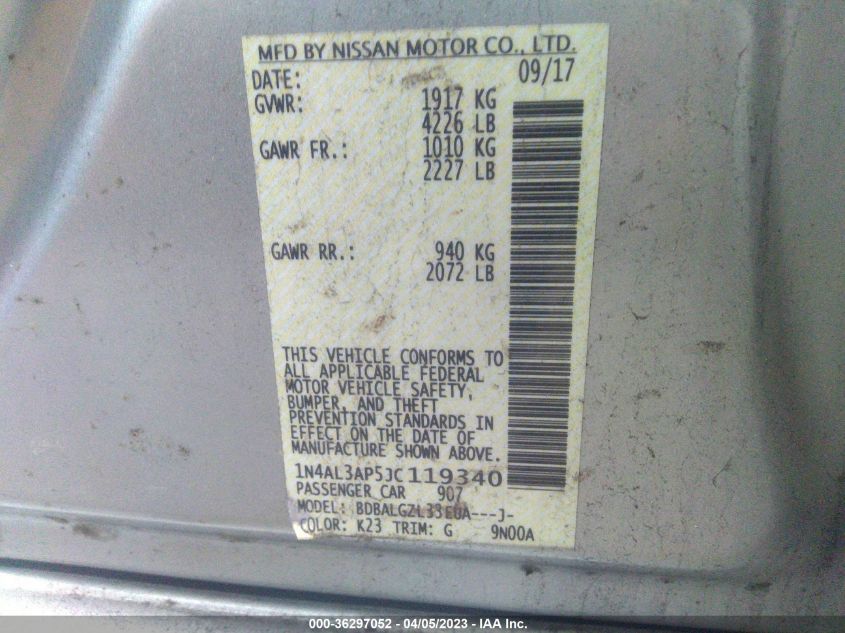 MFD BY NISSAN MOTOR CO., LTD.
DATE: 09/17
GVWR: 1917 KG
4226 LB
GAWR FR.: 1010 KG
2227 LB
GAWR RR.: 940 KG
2072 LB
THIS VEHICLE CONFORMS TO
ALL APPLICABLE FEDERAL
MOTOR VEHICLE SAFETY,
BUMPER, AND THEFT
PREVENTION STANDARDS IN
EFFECT ON THE DATE OF
MANUFACTURE SHOWN ABOVE.
1N4AL3AP5JC119340
PASSENGER CAR 907
MODEL: BDBALGZL33EUA---J-
COLOR: K23 TRIM: G 9N00A
000-36297052 - 04/05/2023 - IAA Inc.